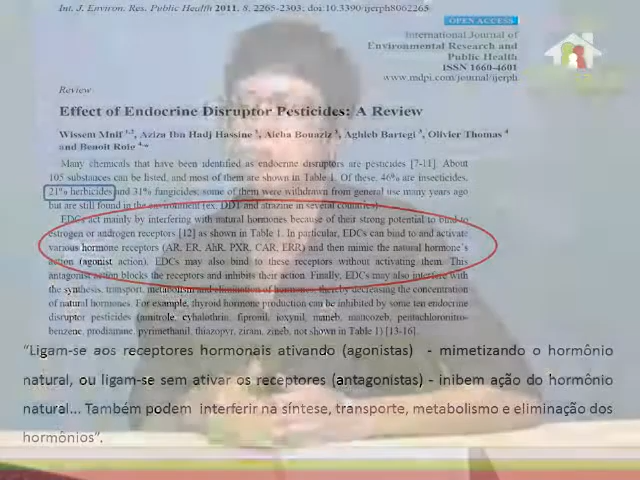 Int. J. Environ. Res. Public Health 2011, 8, 2265-2303; doi:10.3390/ijerph8062265
OPEN ACCESS
International Journal of
Environmental Research and
Public Health
ISSN 1660-4601
www.mdpi.com/journal/ijerph
Review
Effect of Endocrine Disruptor Pesticides: A Review
Wissem Mnif 1,2, Aziza Ibn Hadj Hassine 1, Aicha Bouaziz 1, Aghleb Bartegi 3, Olivier Thomas 4
and Benoit Roig 4,*
Many chemicals that have been identified as endocrine disruptors are pesticides [7-11]. About
105 substances can be listed, and most of them are shown in Table 1. Of these, 46% are insecticides,
21% herbicides and 31% fungicides; some of them were withdrawn from general use many years ago
but are still found in the environment (ex. DDT and atrazine in several countries).
EDCs act mainly by interfering with natural hormones because of their strong potential to bind to
estrogen or androgen receptors [12] as shown in Table 1. In particular, EDCs can bind to and activate
various hormone receptors (AR, ER, AhR, PXR, CAR, ERR) and then mimic the natural hormone's
action (agonist action). EDCs may also bind to these receptors without activating them. This
antagonist action blocks the receptors and inhibits their action. Finally, EDCs may also interfere with
the synthesis, transport, metabolism and elimination of hormones, thereby decreasing the concentration
of natural hormones. For example, thyroid hormone production can be inhibited by some ten endocrine
disruptor pesticides (amitrole, cyhalothrin, fipronil, ioxynil, maneb, mancozeb, pentachloronitro-
benzene, prodiamine, pyrimethanil, thiazopyr, ziram, zineb, not shown in Table 1) [13-16].
“Ligam-se aos receptores hormonais ativando (agonistas) - mimetizando o hormônio
natural, ou ligam-se sem ativar os receptores (antagonistas) - inibem ação do hormônio
natural... Também podem interferir na síntese, transporte, metabolismo e eliminação dos
hormônios”.